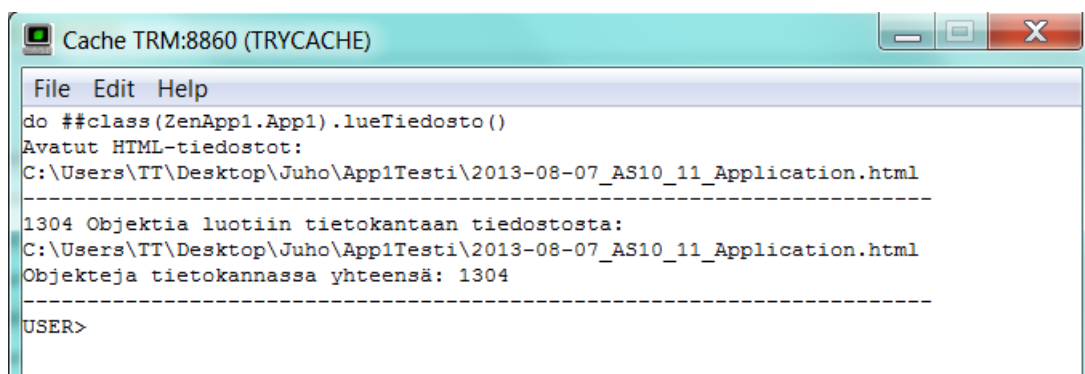 Cache TRM:8860 (TRYCACHE)
File Edit Help
do ##class(ZenApp1.App1).lueTiedosto()
Avatut HTML-tiedostot:
C:\Users\TT\Desktop\Juho\App1Testi\2013-08-07_AS10_11_Application.html
----------------------------------------------------------------------
1304 Objektia luotiin tietokantaan tiedostosta:
C:\Users\TT\Desktop\Juho\App1Testi\2013-08-07_AS10_11_Application.html
Objekteja tietokannassa yhteensä: 1304
----------------------------------------------------------------------
USER>